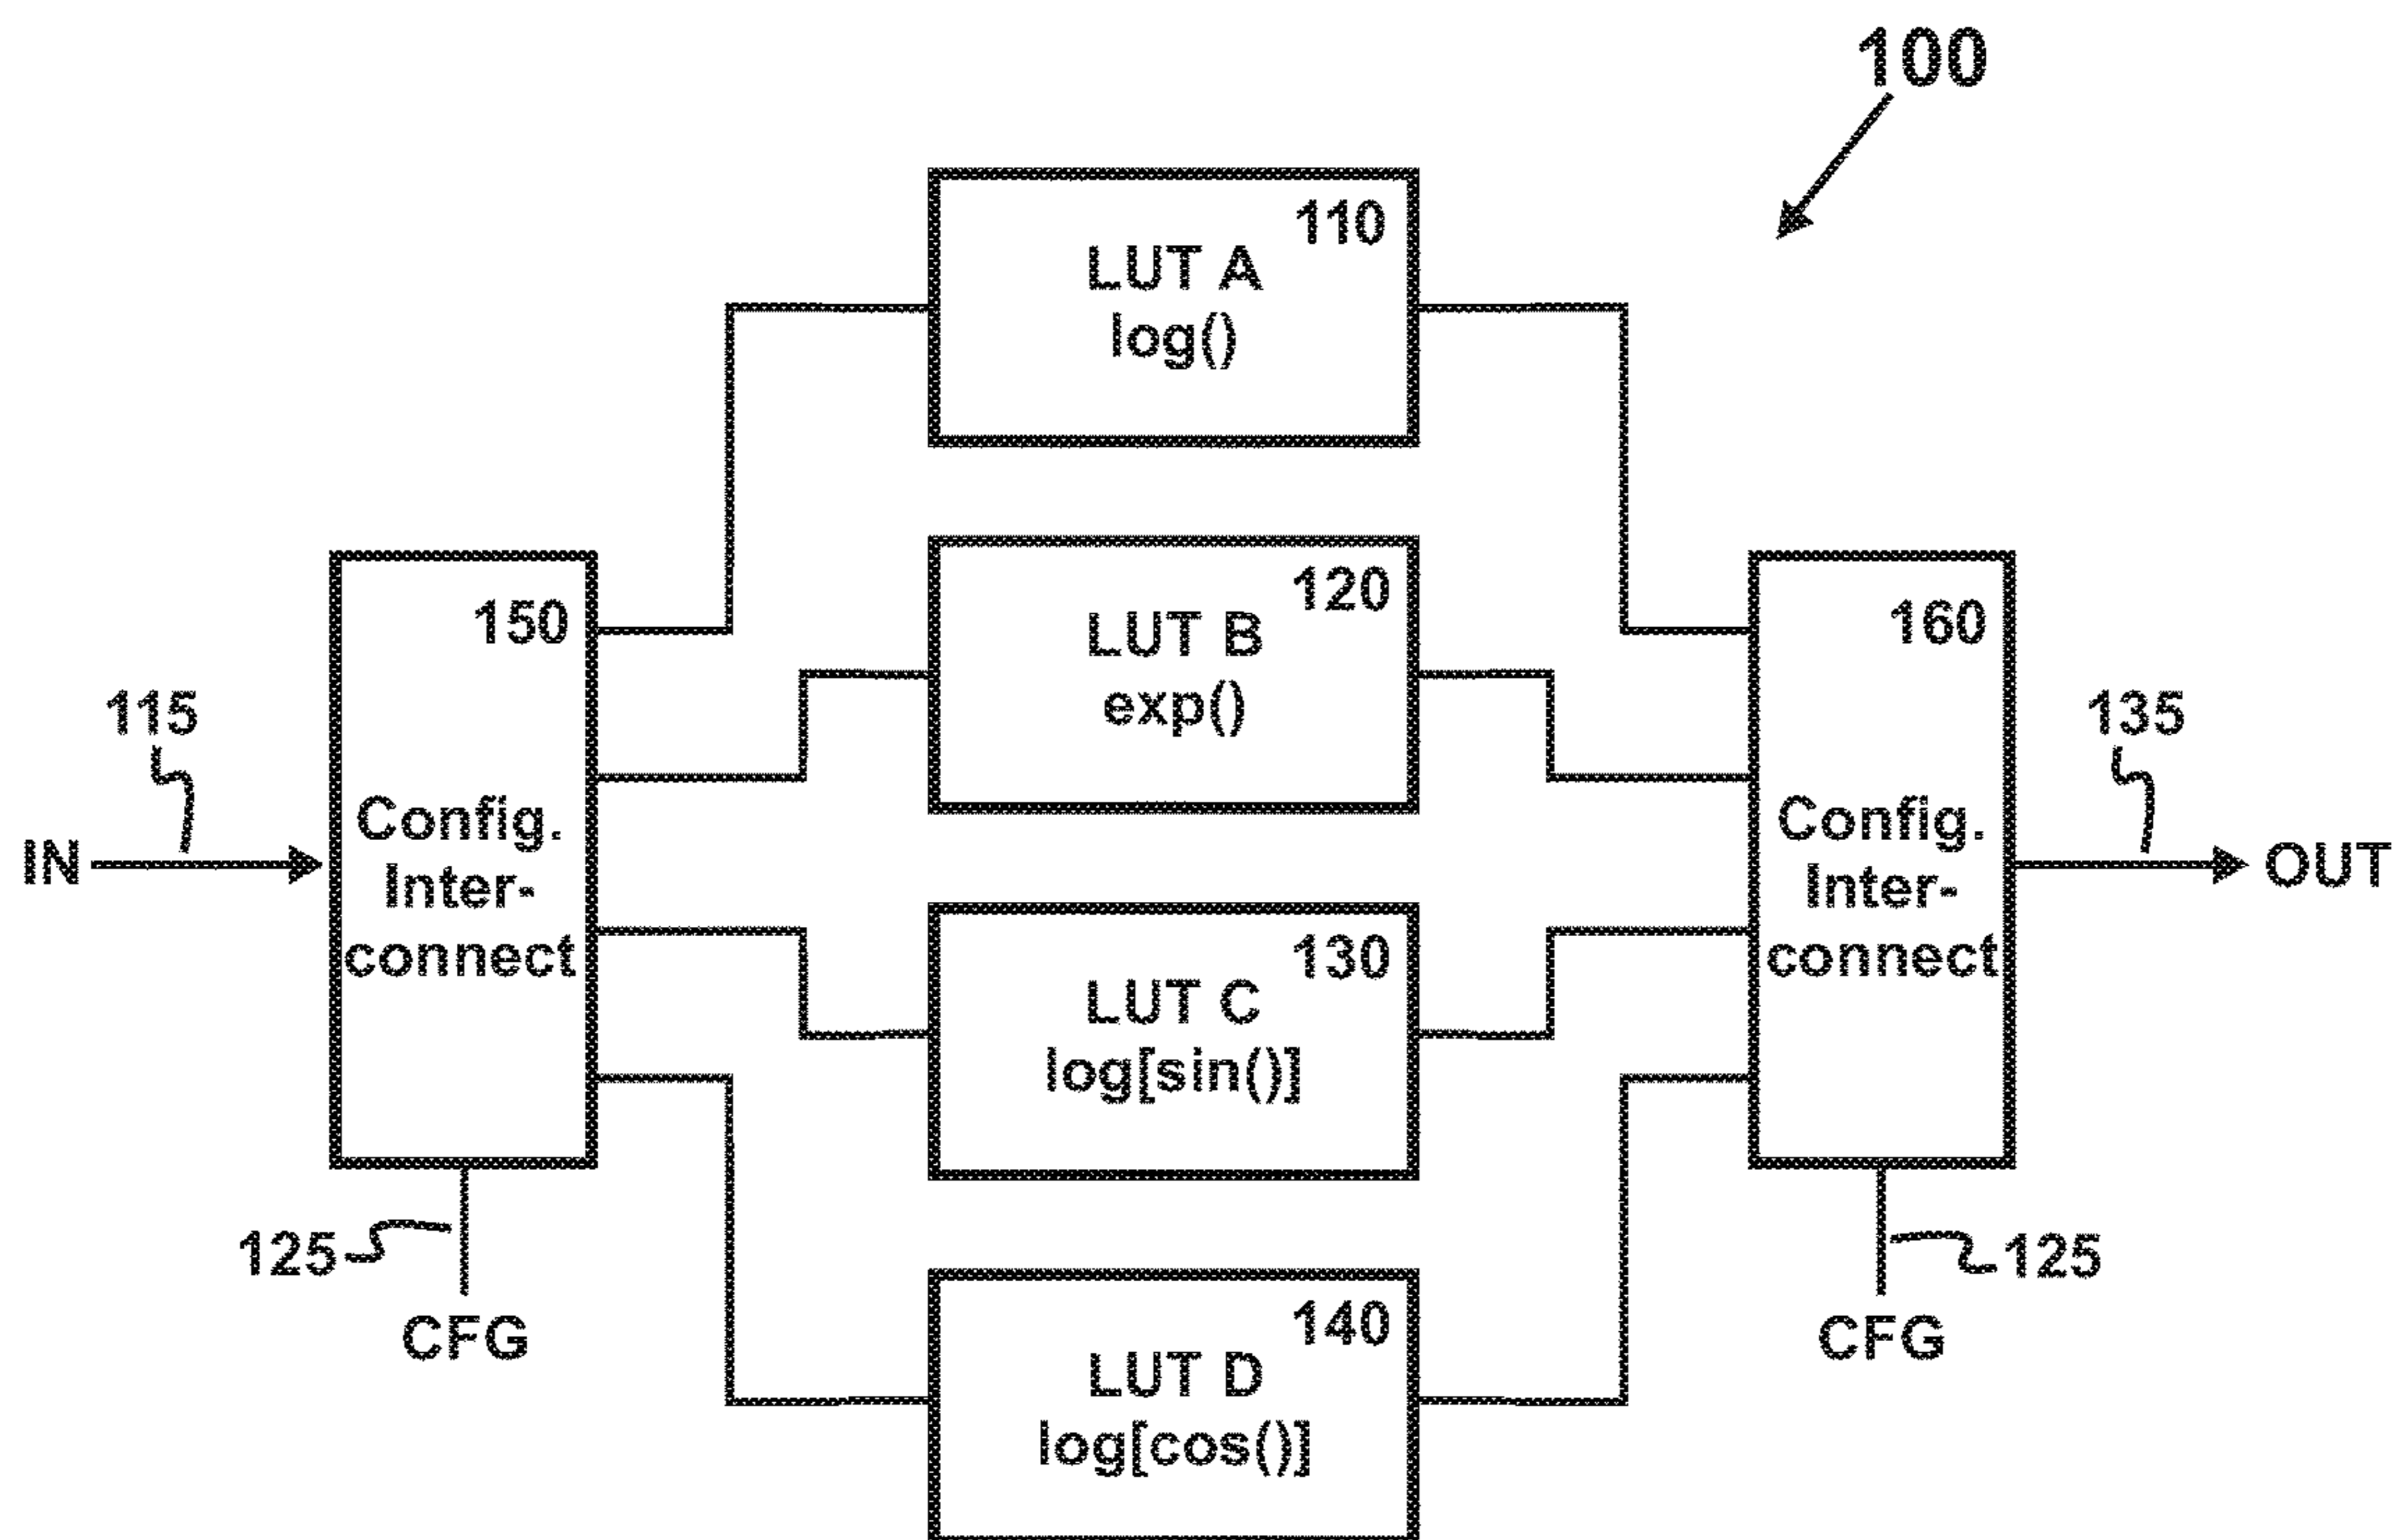 100
110
LUT A
log()
120
LUT B
exp()
150
Config.
Inter-
connect
160
Config.
Inter-
connect
115
135
IN
OUT
130
LUT C
log[sin()]
125
CFG
125
CFG
140
LUT D
log[cos()]